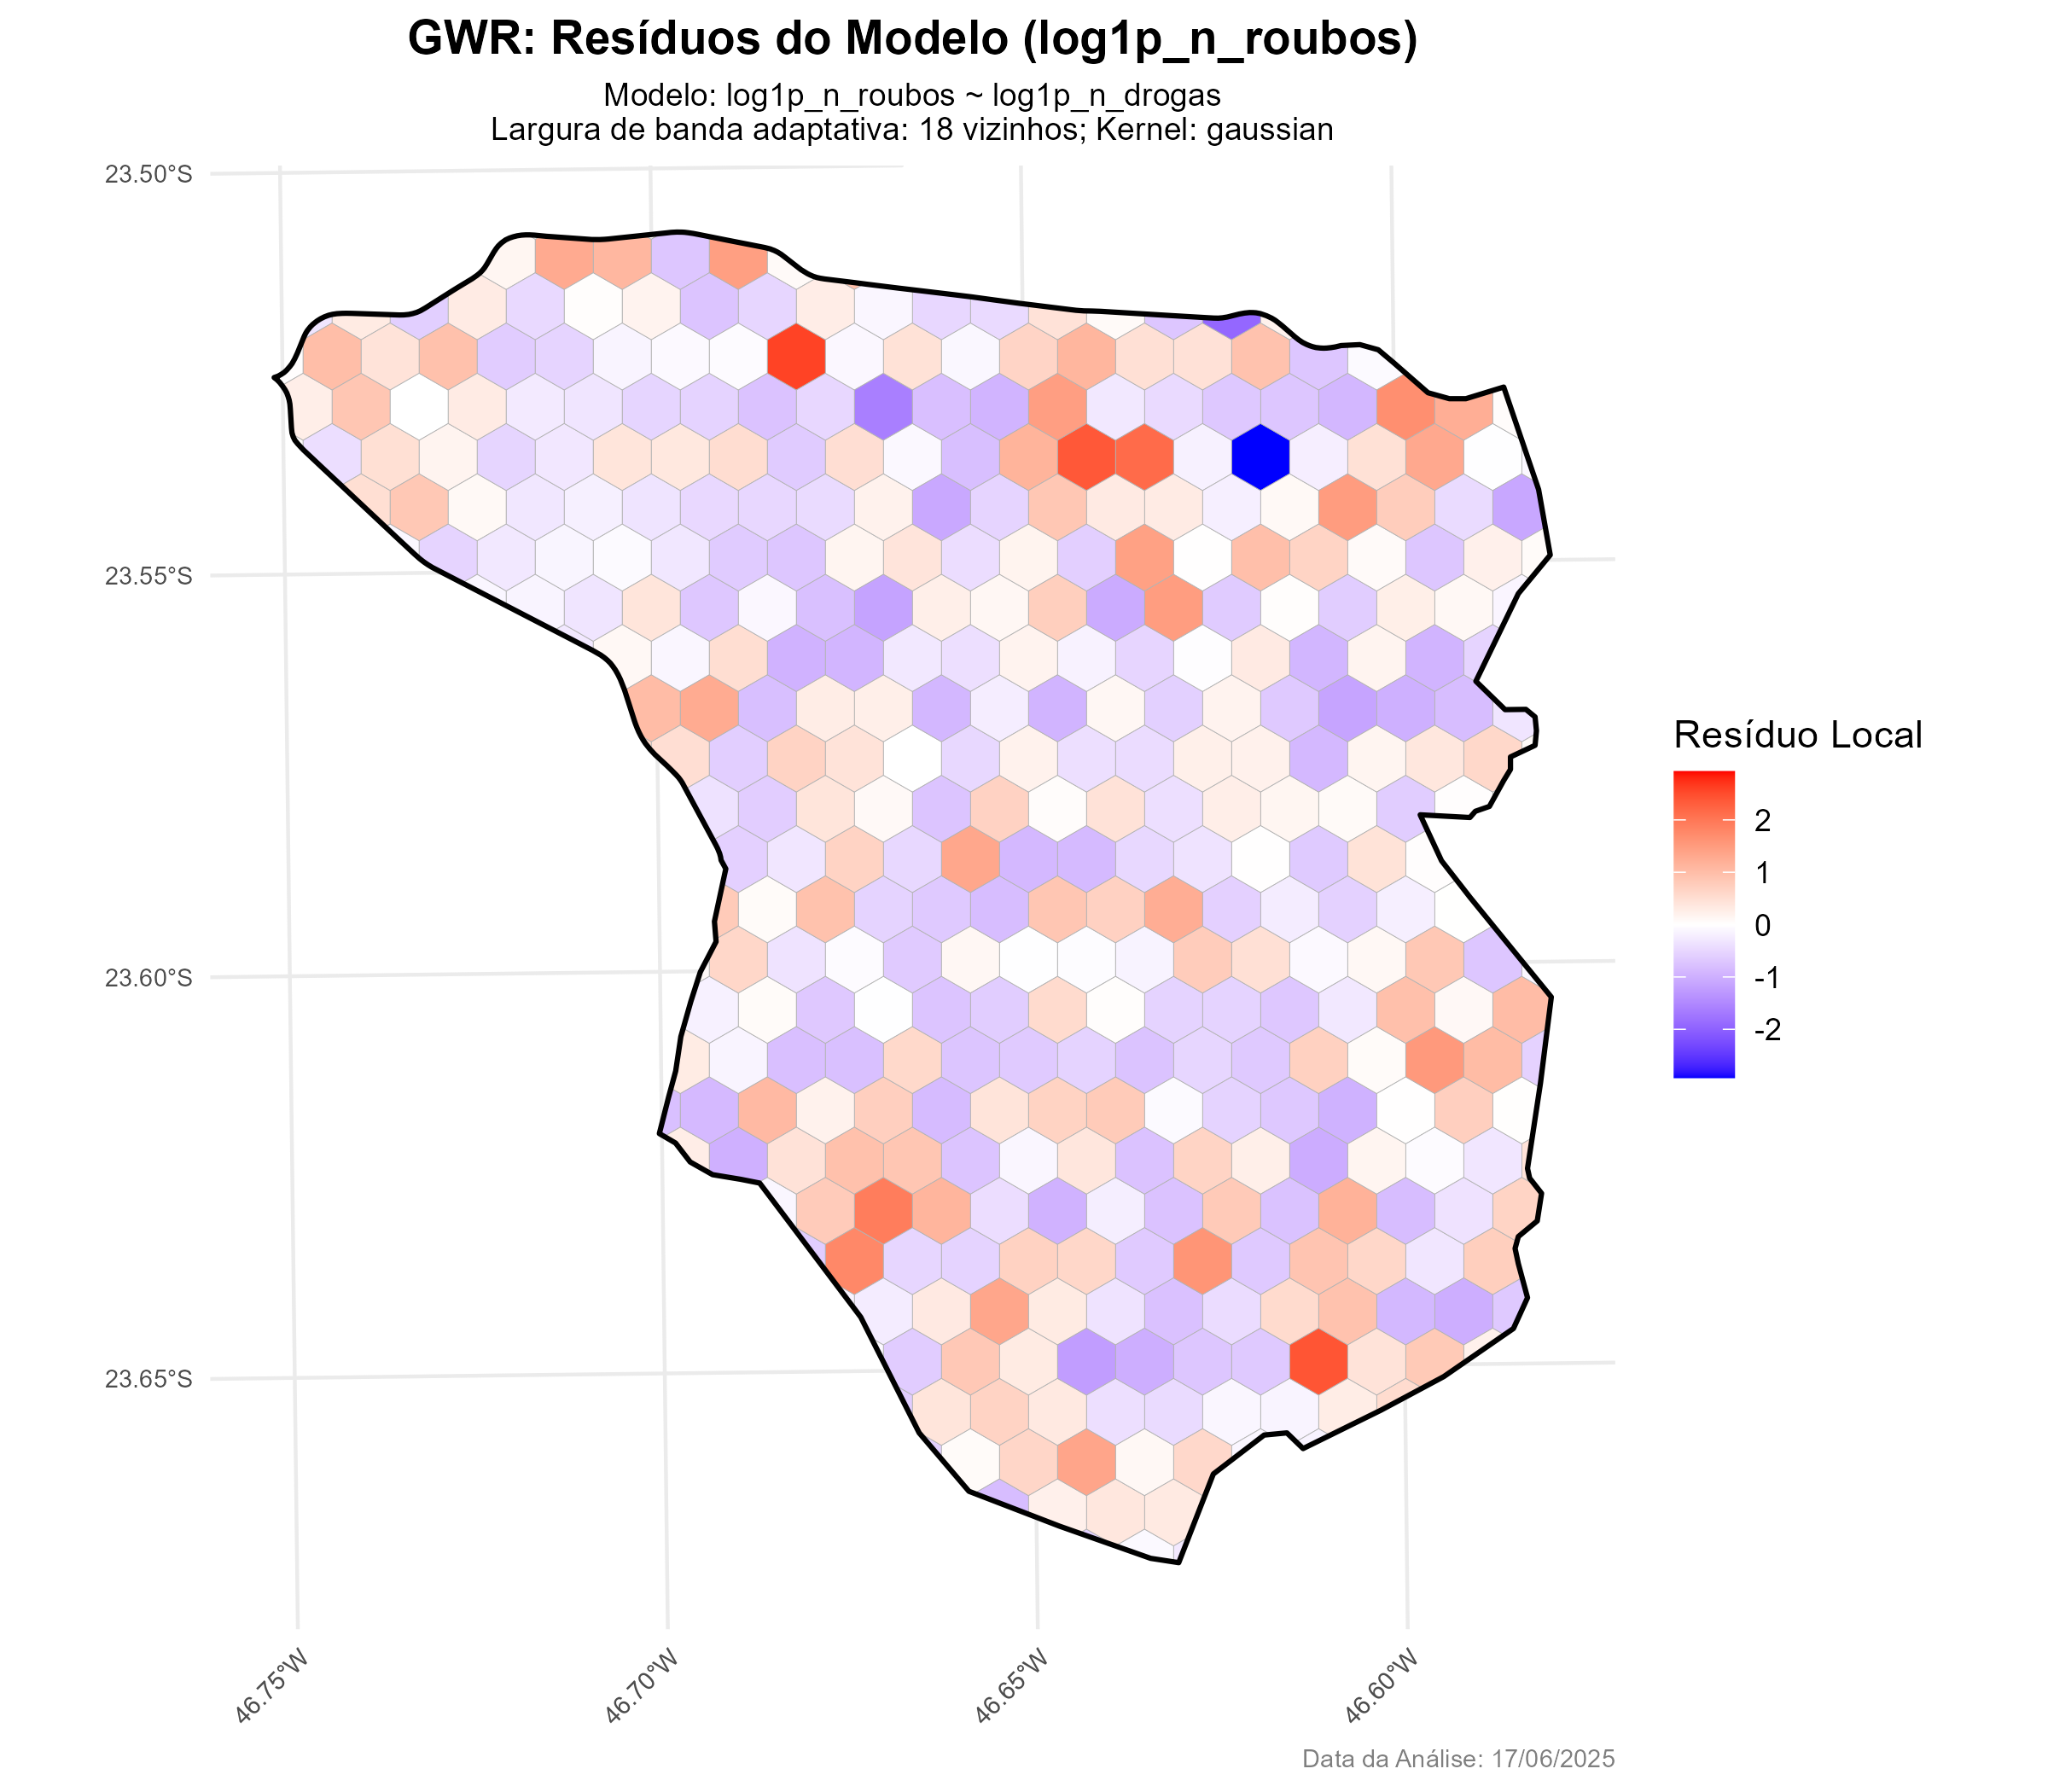 GWR: Resíduos do Modelo (log1p_n_roubos)
Modelo: log1p_n_roubos ~ log1p_n_drogas
Largura de banda adaptativa: 18 vizinhos; Kernel: gaussian
23.50°S
23.55°S
23.60°S
23.65°S
Resíduo Local
2
1
0
-1
-2
46.75°W
46.70°W
46.65°W
46.60°W
Data da Análise: 17/06/2025